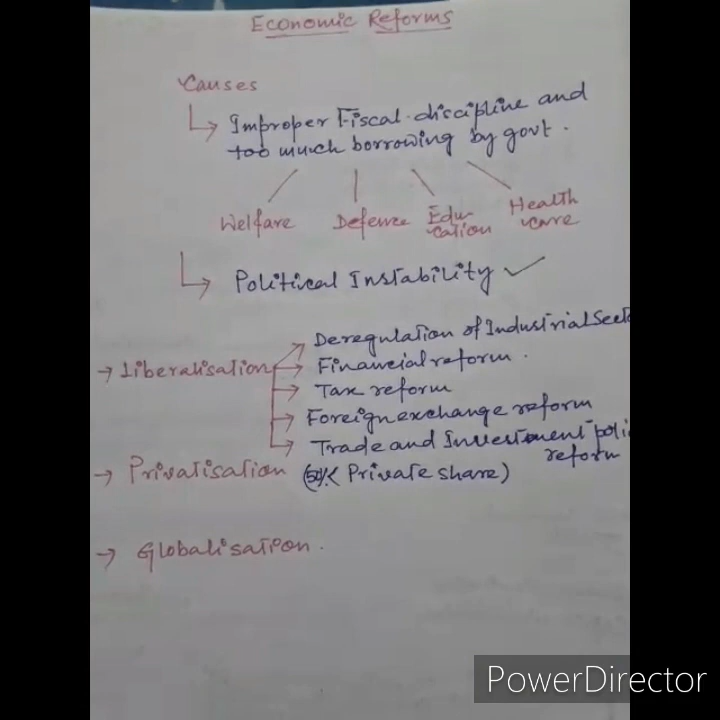 Economic Reforms
Causes
↳ Improper Fiscal discipline and
too much borrowing by govt.
Welfare Defence Edu- Health
cation care
↳ Political Instability ✓
Deregulation of Industrial Sect
→ Liberalisation → Financial reform.
→ Tax reform
→ Foreign exchange reform
→ Trade and Investment poli
reform
→ Privatisation (50%< Private share)
→ Globalisation.
PowerDirector